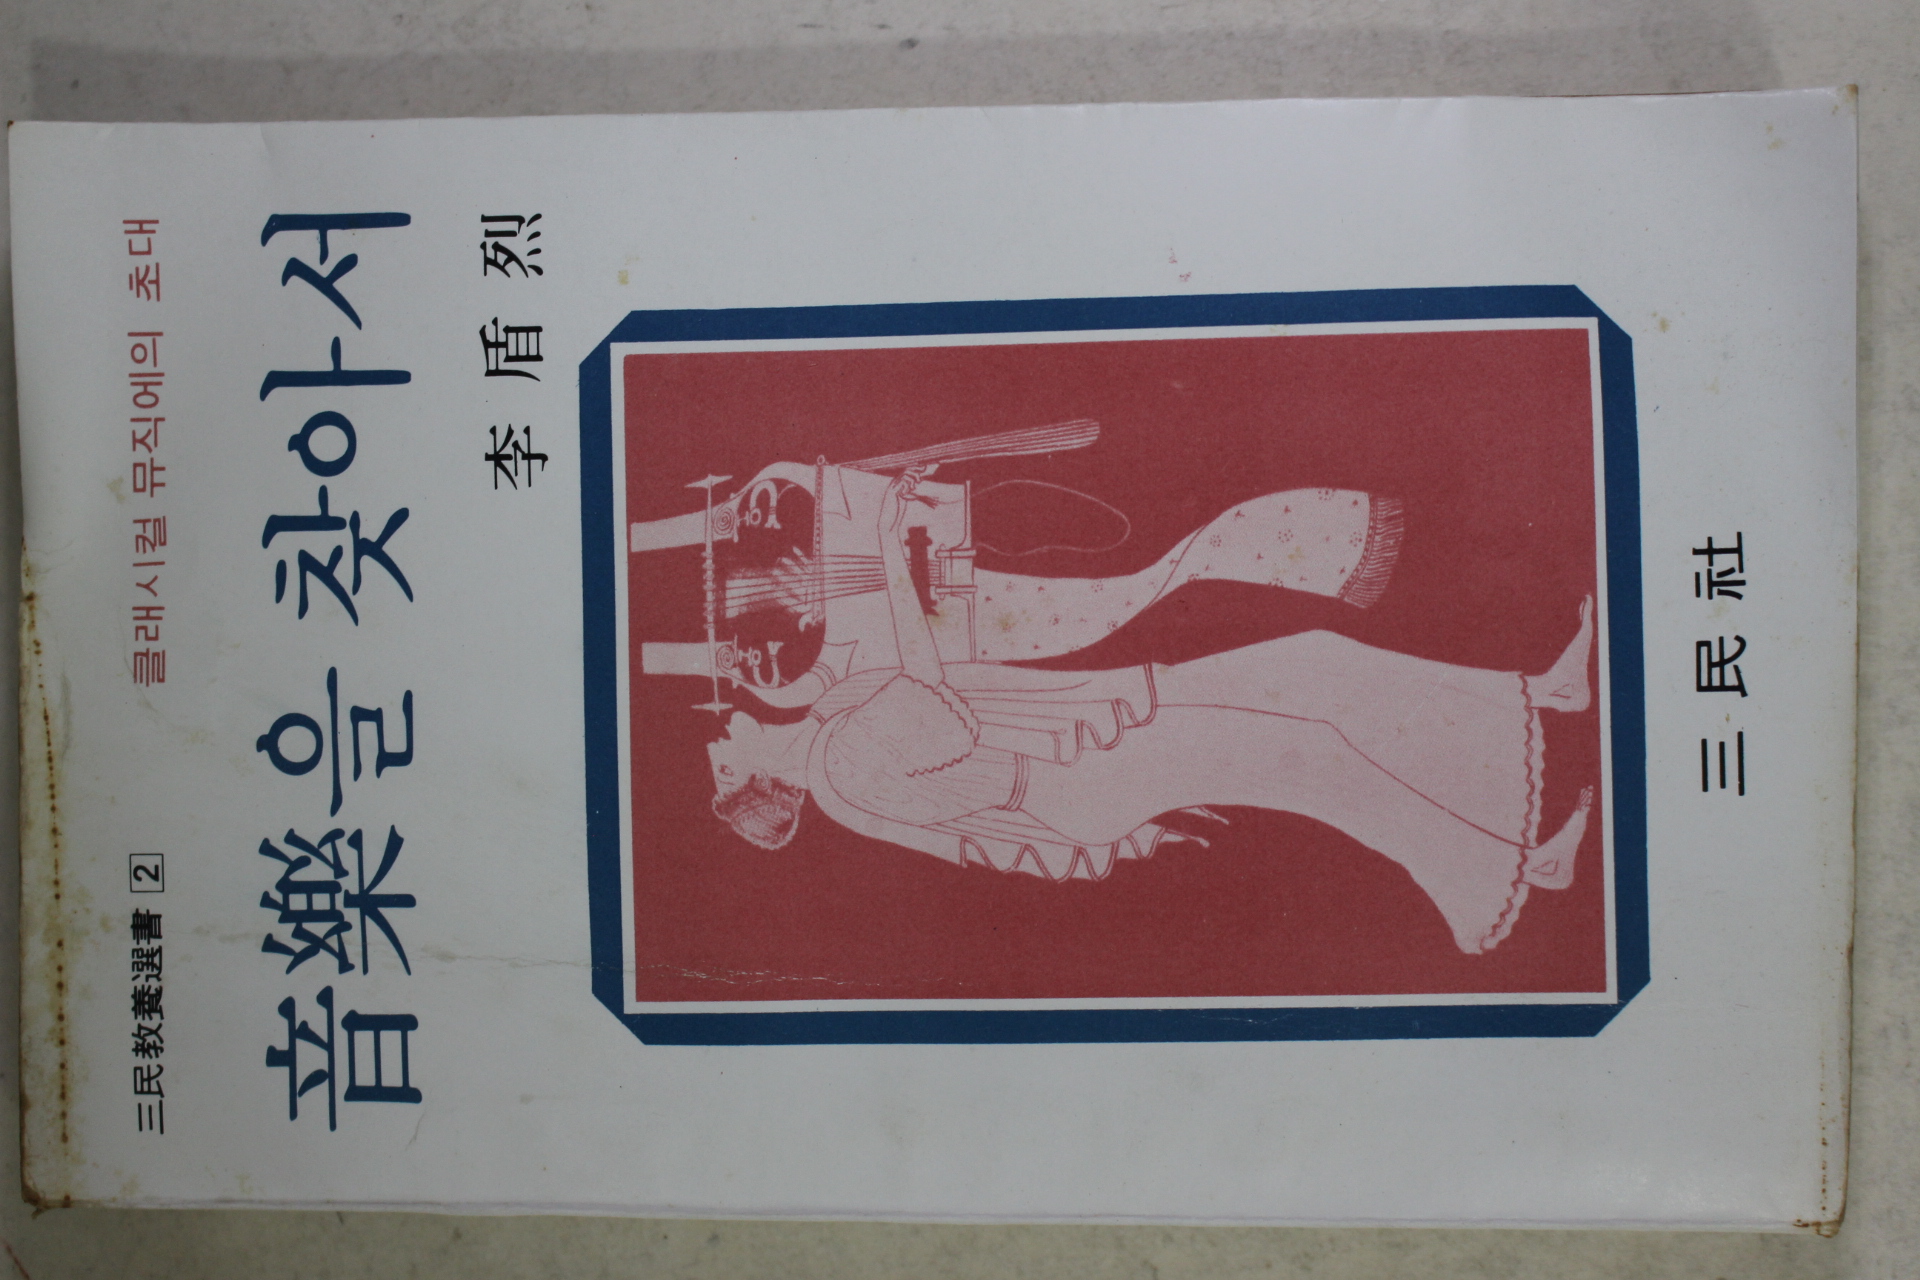 三民教養選書 2 클래시컬 뮤직에의 초대
音樂을 찾아서
李盾烈
三民社